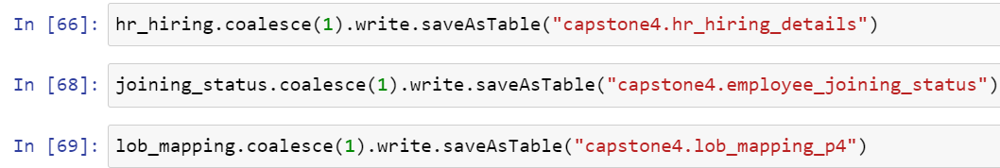 In [66]: hr_hiring.coalesce(1).write.saveAsTable("capstone4.hr_hiring_details")
In [68]: joining_status.coalesce(1).write.saveAsTable("capstone4.employee_joining_status")
In [69]: lob_mapping.coalesce(1).write.saveAsTable("capstone4.lob_mapping_p4")